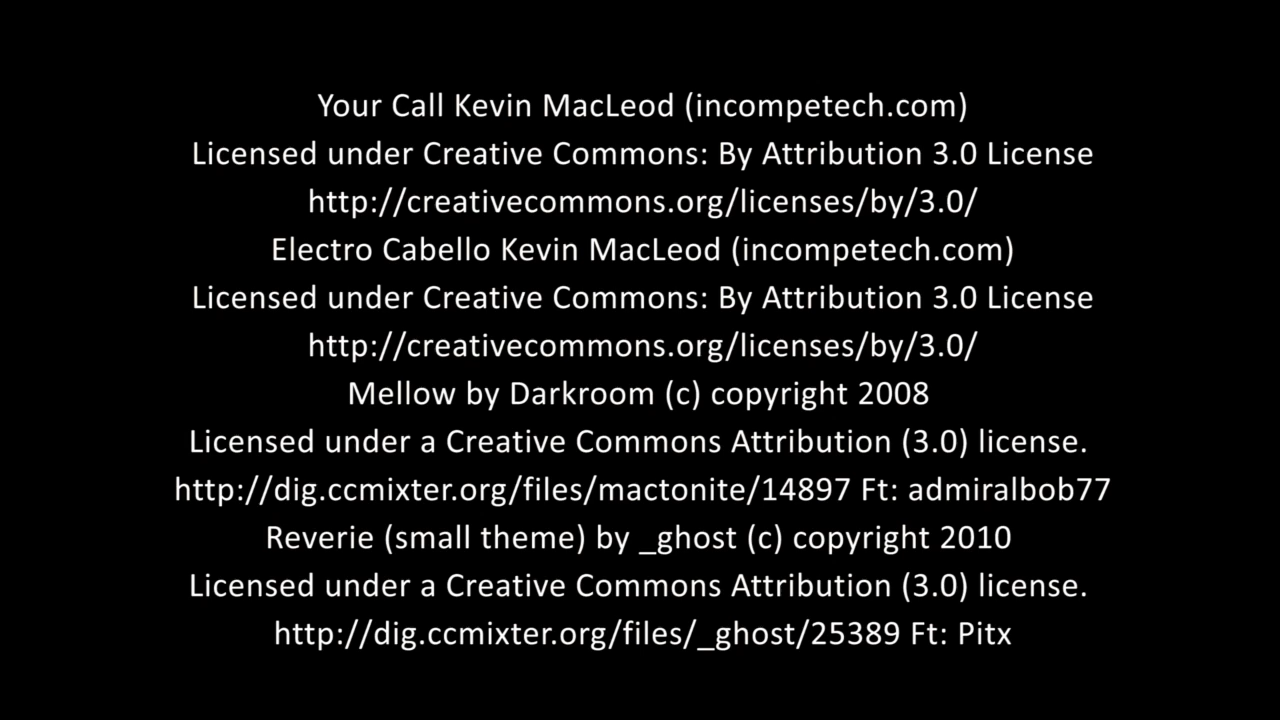 Your Call Kevin MacLeod (incompetech.com)
Licensed under Creative Commons: By Attribution 3.0 License
http://creativecommons.org/licenses/by/3.0/
Electro Cabello Kevin MacLeod (incompetech.com)
Licensed under Creative Commons: By Attribution 3.0 License
http://creativecommons.org/licenses/by/3.0/
Mellow by Darkroom (c) copyright 2008
Licensed under a Creative Commons Attribution (3.0) license.
http://dig.ccmixter.org/files/mactonite/14897 Ft: admiralbob77
Reverie (small theme) by _ghost (c) copyright 2010
Licensed under a Creative Commons Attribution (3.0) license.
http://dig.ccmixter.org/files/_ghost/25389 Ft: Pitx